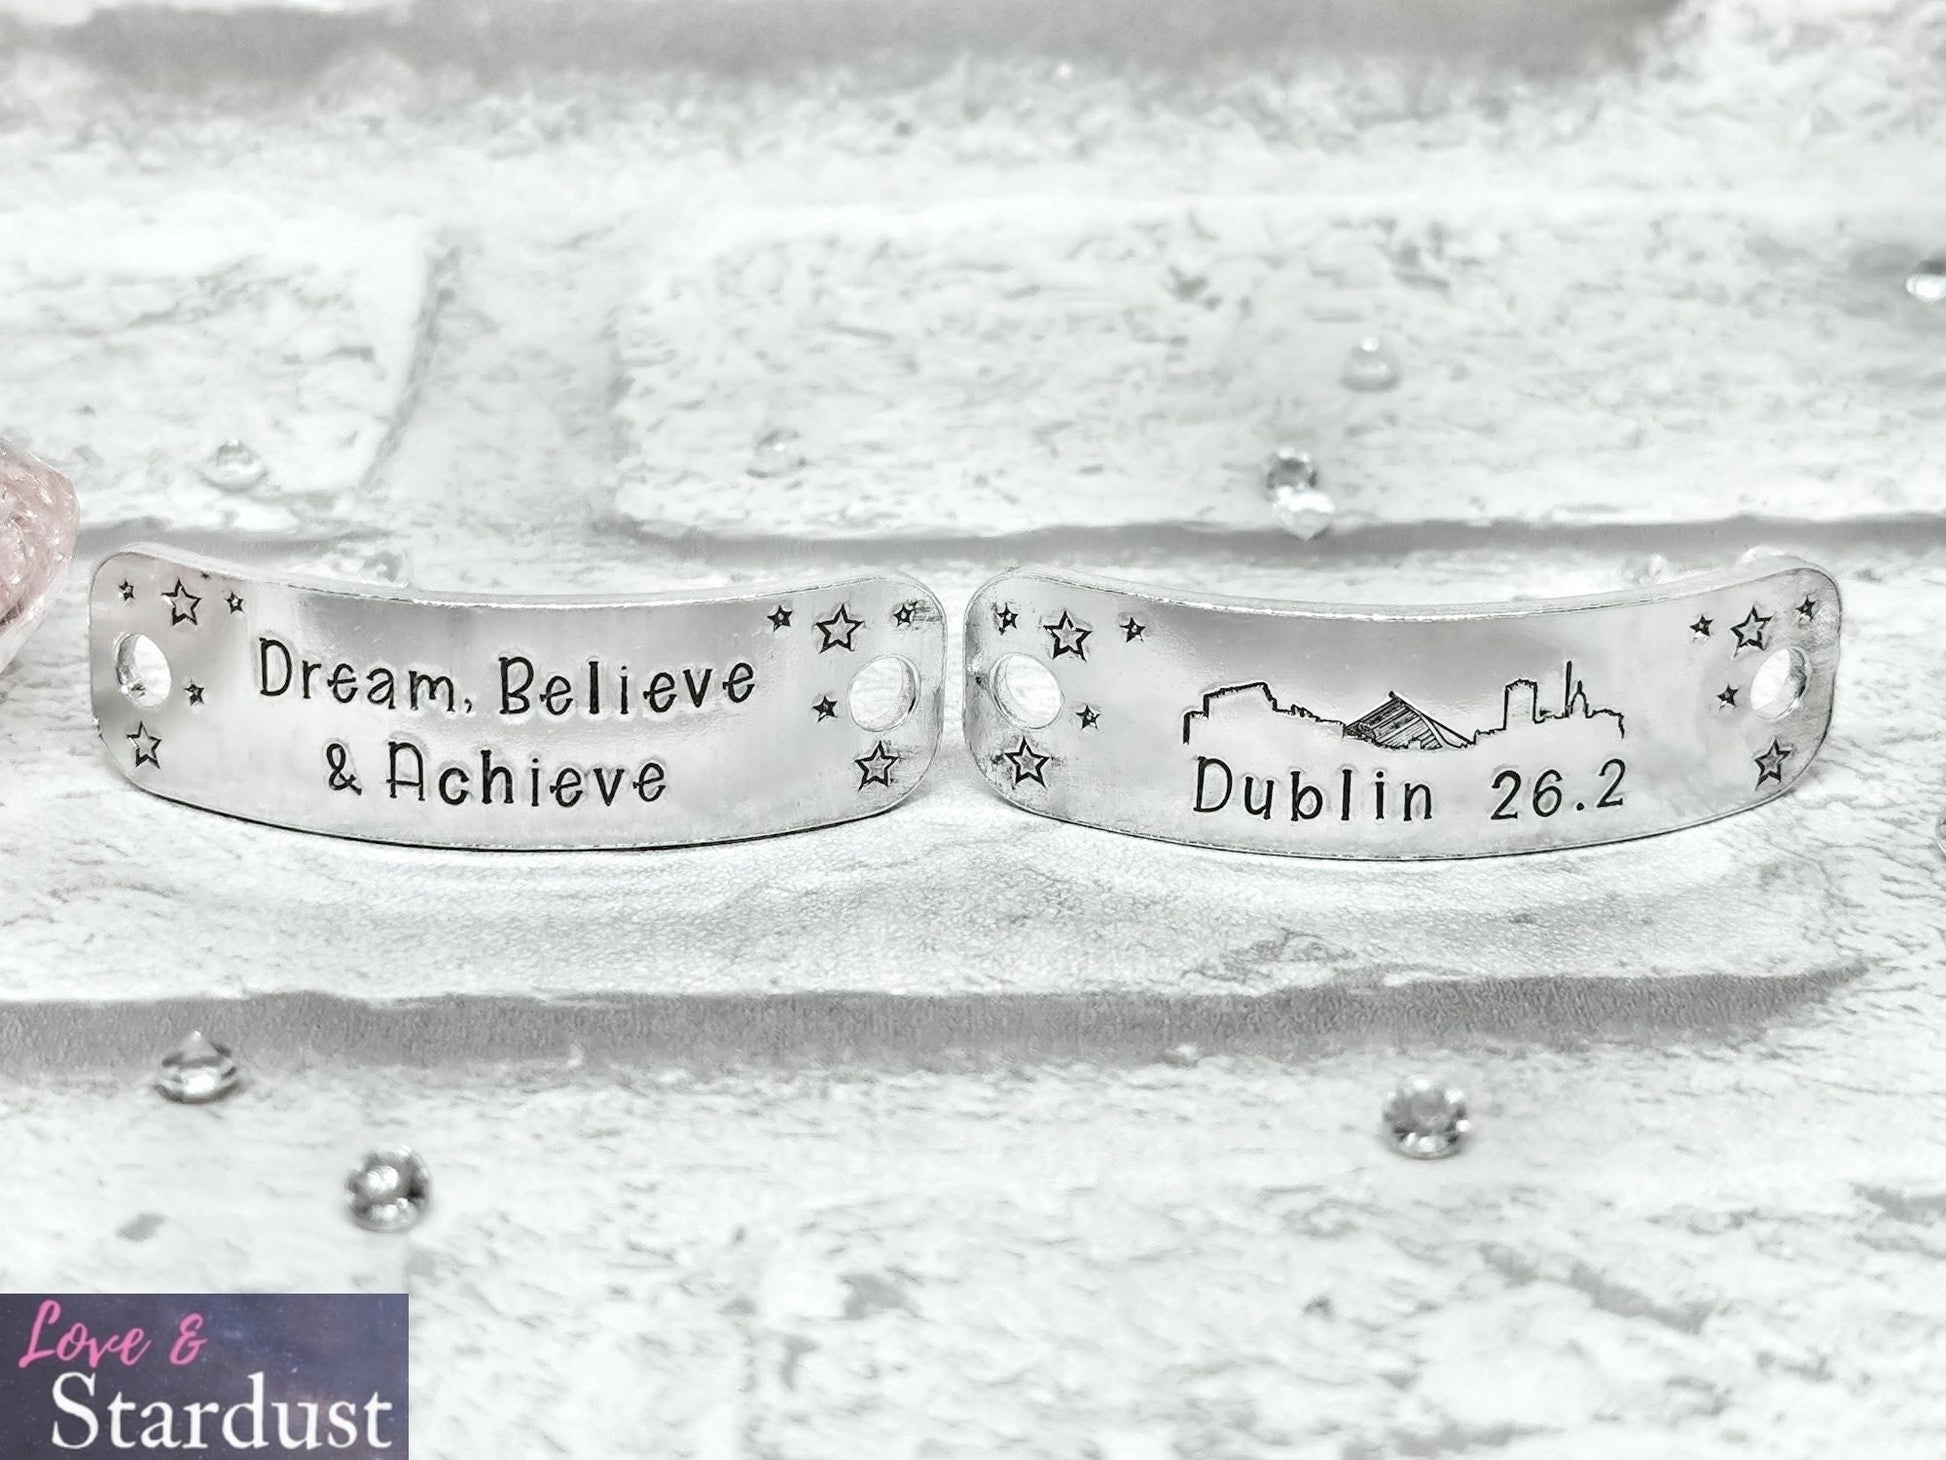 Dream, Believe
& Achieve
Dublin 26.2
Love &
Stardust